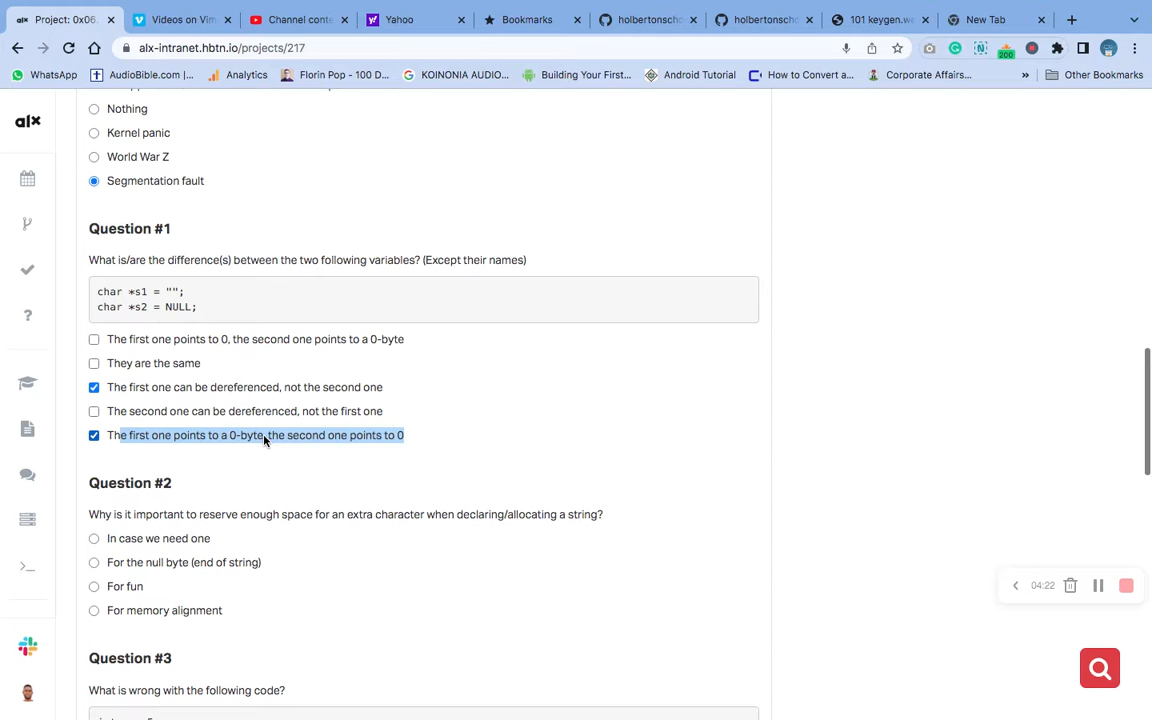 Project: 0x06.
Videos on Vim
Channel conte
Yahoo
Bookmarks
holbertonscho
holbertonscho
101 keygen.we
New Tab
alx-intranet.hbtn.io/projects/217
200
WhatsApp
AudioBible.com |...
Analytics
Florin Pop - 100 D...
KOINONIA AUDIO...
Building Your First...
Android Tutorial
How to Convert a...
Corporate Affairs...
»
Other Bookmarks
alx
Nothing
Kernel panic
World War Z
Segmentation fault
Question #1
What is/are the difference(s) between the two following variables? (Except their names)
char *s1 = "";
char *s2 = NULL;
The first one points to 0, the second one points to a 0-byte
They are the same
The first one can be dereferenced, not the second one
The second one can be dereferenced, not the first one
The first one points to a 0-byte, the second one points to 0
Question #2
Why is it important to reserve enough space for an extra character when declaring/allocating a string?
In case we need one
For the null byte (end of string)
For fun
For memory alignment
04:22
Question #3
What is wrong with the following code?